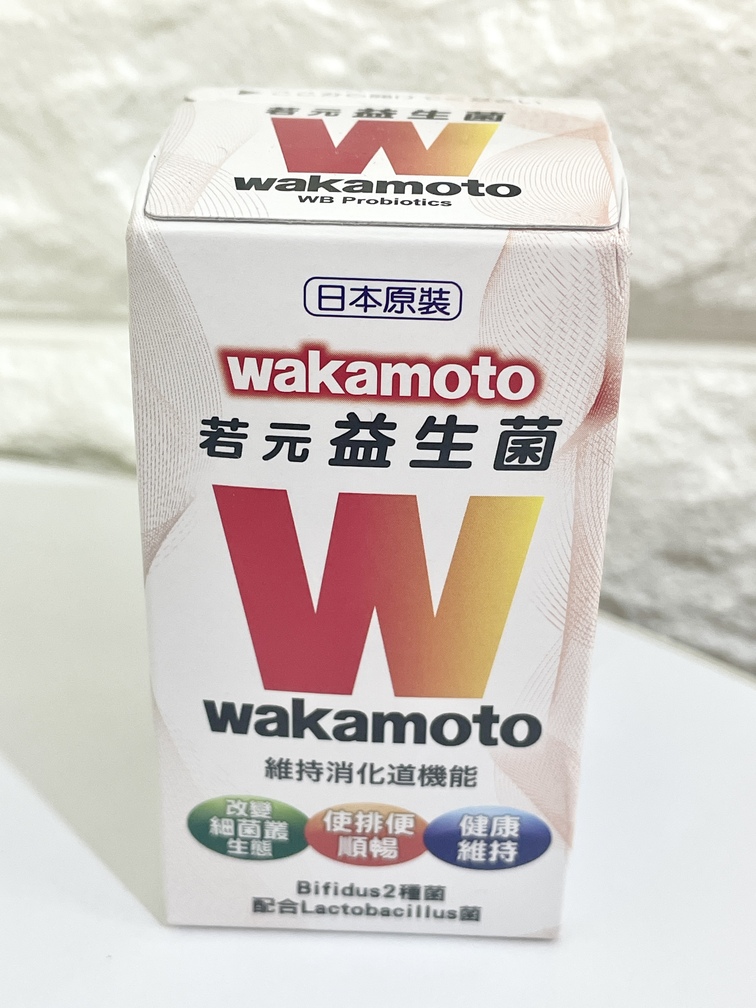 若元益生菌
W
wakamoto
WB Probiotics
日本原裝
wakamoto
若元益生菌
W
wakamoto
維持消化道機能
改變
細菌叢
生態
使排便
順暢
健康
維持
Bifidus2種菌
配合Lactobacillus菌